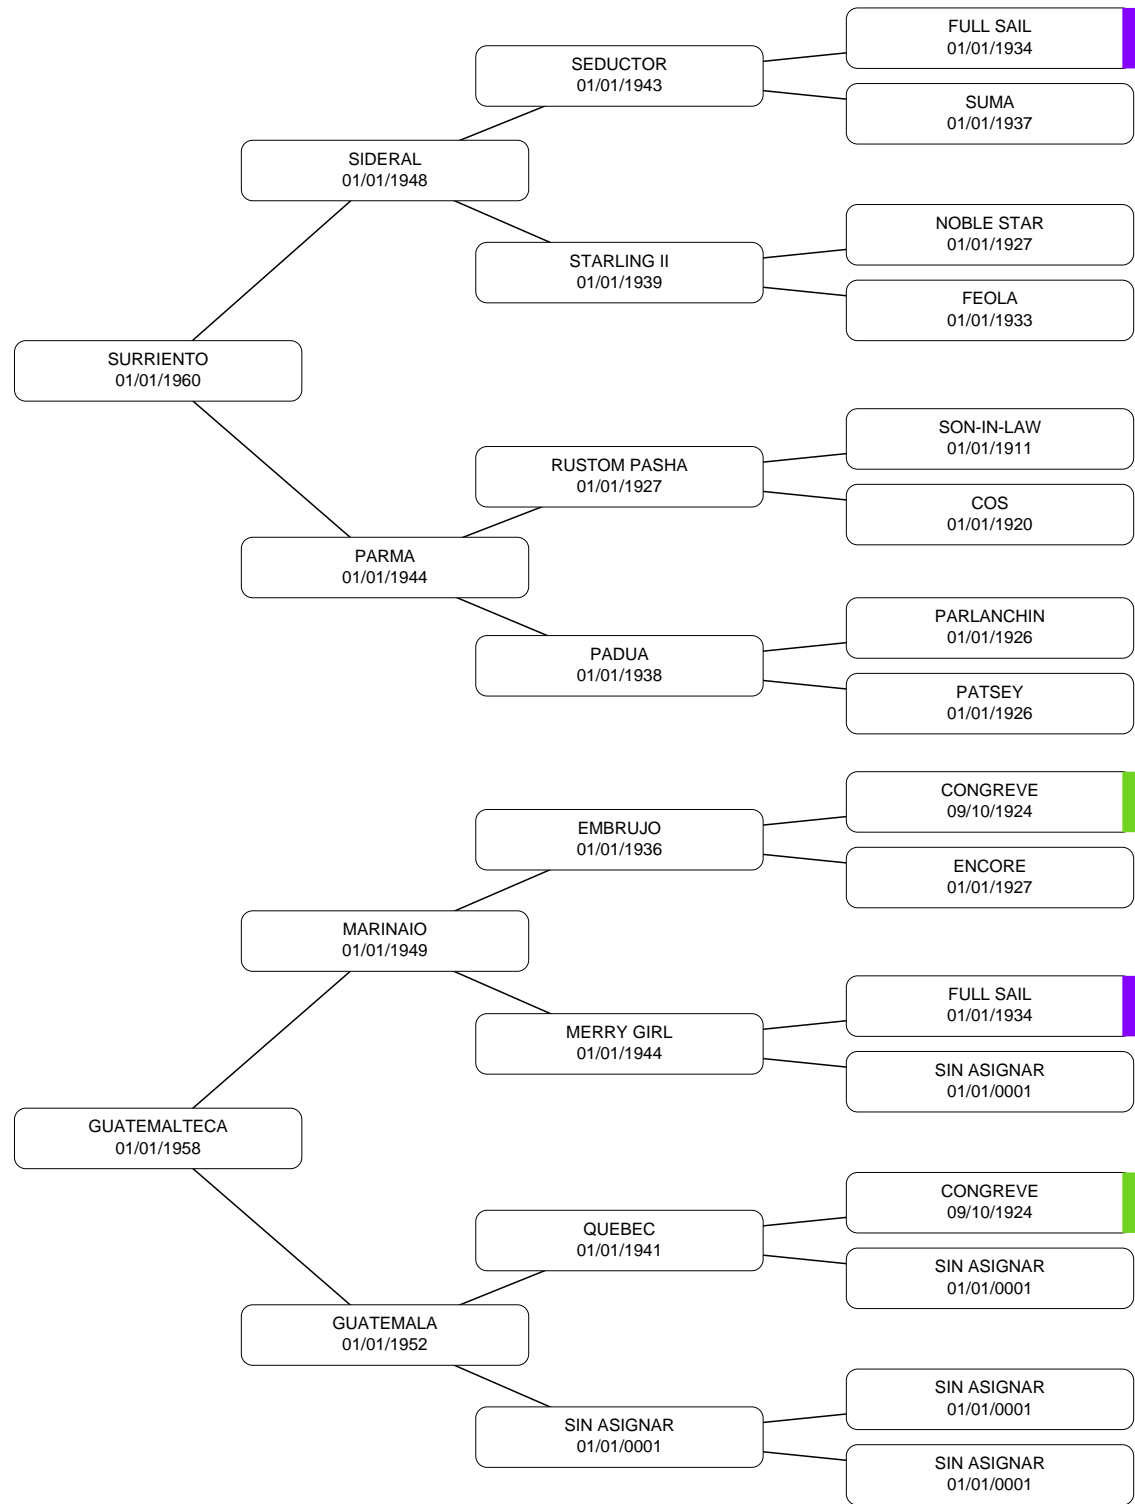 FULL SAIL
01/01/1934
SEDUCTOR
01/01/1943
SUMA
01/01/1937
SIDERAL
01/01/1948
NOBLE STAR
01/01/1927
STARLING II
01/01/1939
FEOLA
01/01/1933
SURRIENTO
01/01/1960
SON-IN-LAW
01/01/1911
RUSTOM PASHA
01/01/1927
COS
01/01/1920
PARMA
01/01/1944
PARLANCHIN
01/01/1926
PADUA
01/01/1938
PATSEY
01/01/1926
CONGREVE
09/10/1924
EMBRUJO
01/01/1936
ENCORE
01/01/1927
MARINAIO
01/01/1949
FULL SAIL
01/01/1934
MERRY GIRL
01/01/1944
SIN ASIGNAR
01/01/0001
GUATEMALTECA
01/01/1958
CONGREVE
09/10/1924
QUEBEC
01/01/1941
SIN ASIGNAR
01/01/0001
GUATEMALA
01/01/1952
SIN ASIGNAR
01/01/0001
SIN ASIGNAR
01/01/0001
SIN ASIGNAR
01/01/0001